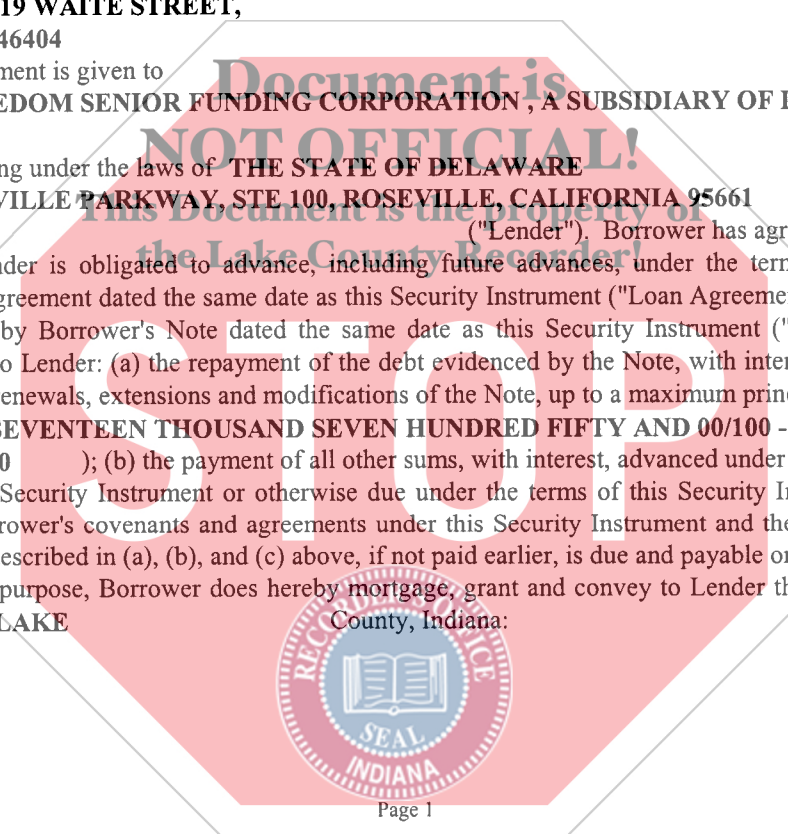 19 WAITE STREET,
46404
ment is given to
Document is
EDOM SENIOR FUNDING CORPORATION , A SUBSIDIARY OF
NOT OFFICIAL!
ng under the laws of THE STATE OF DELAWARE
VILLE PARKWAY, STE 100, ROSEVILLE, CALIFORNIA 95661
This Document is the property of
("Lender"). Borrower has agr
the Lake County Recorder!
nder is obligated to advance, including future advances, under the term
greement dated the same date as this Security Instrument ("Loan Agreeme
by Borrower's Note dated the same date as this Security Instrument ("
o Lender: (a) the repayment of the debt evidenced by the Note, with inter
renewals, extensions and modifications of the Note, up to a maximum prin
SEVENTEEN THOUSAND SEVEN HUNDRED FIFTY AND 00/100 -
0 ); (b) the payment of all other sums, with interest, advanced under
Security Instrument or otherwise due under the terms of this Security I
STOP
rower's covenants and agreements under this Security Instrument and the
escribed in (a), (b), and (c) above, if not paid earlier, is due and payable or
purpose, Borrower does hereby mortgage, grant and convey to Lender th
LAKE County, Indiana:
RECORDER'S OFFICE
SEAL
INDIANA
Page 1